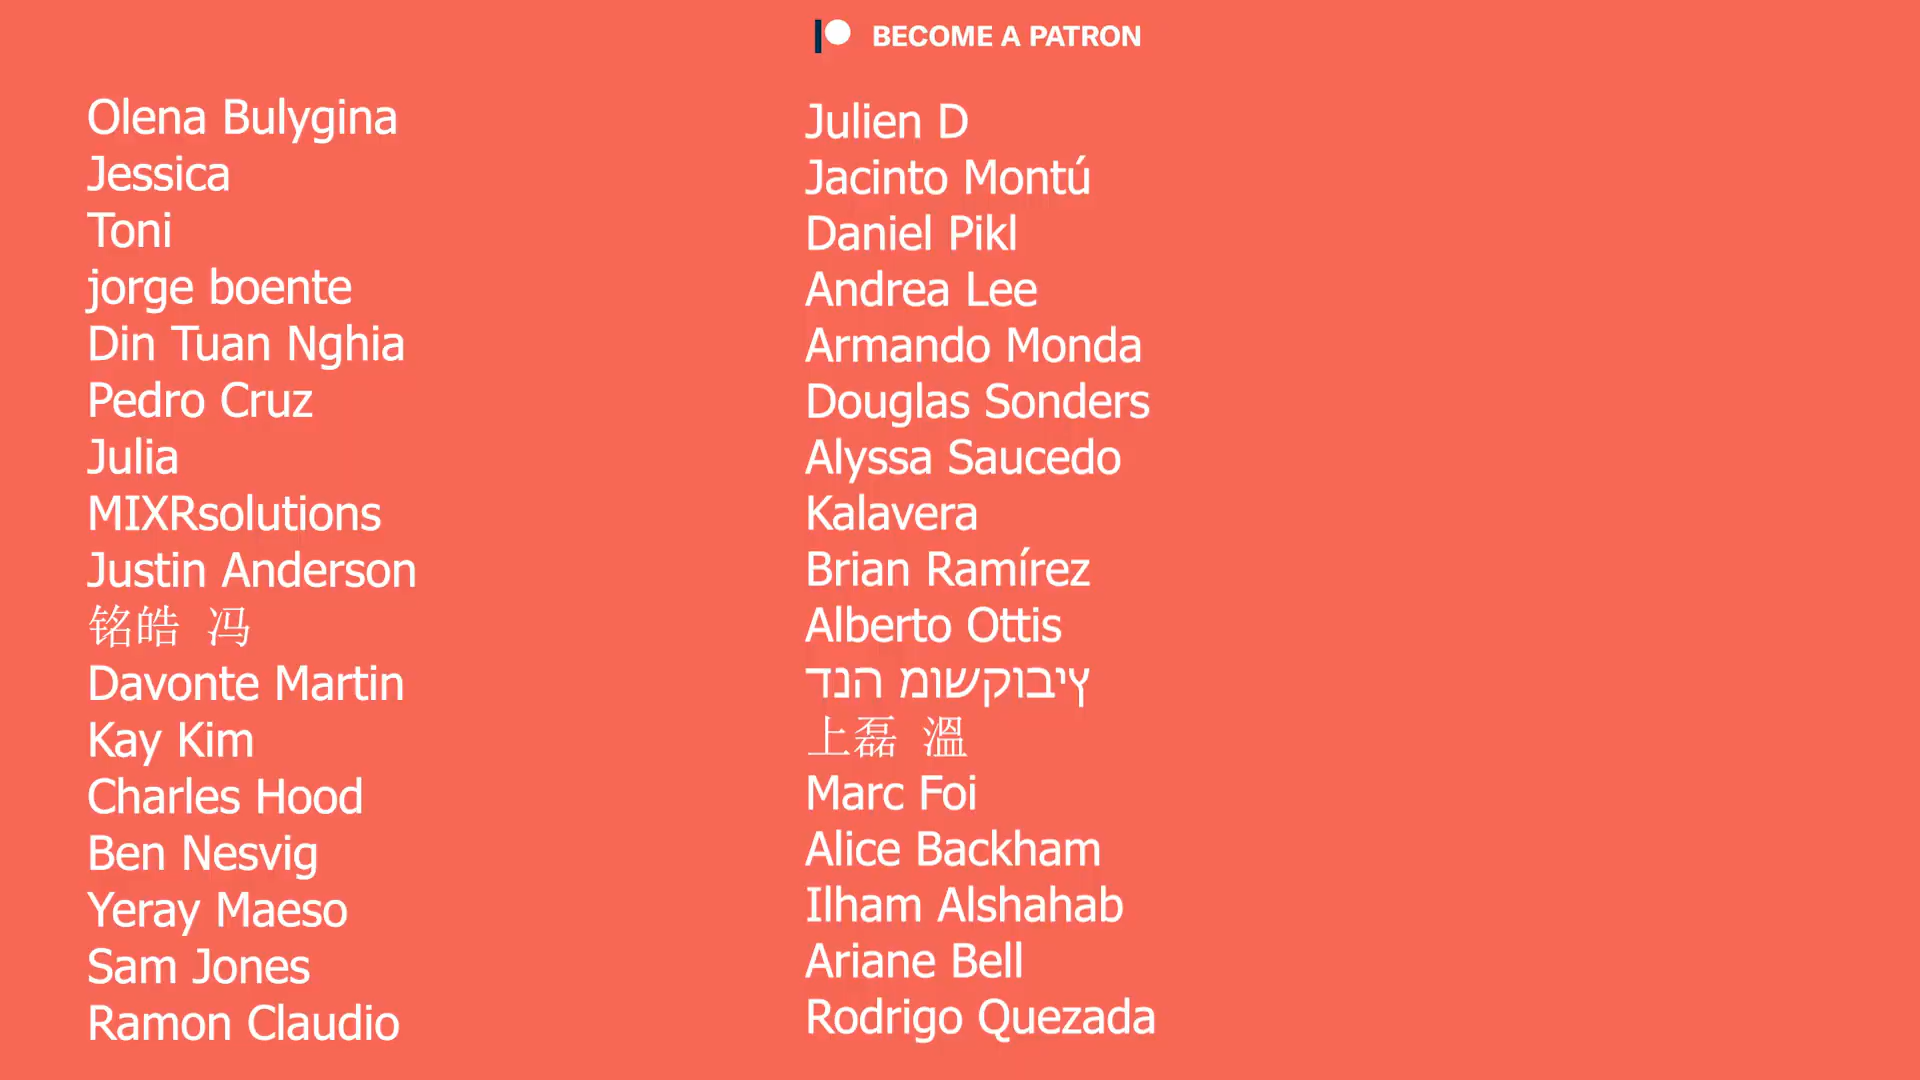 BECOME A PATRON
Olena Bulygina
Jessica
Toni
jorge boente
Din Tuan Nghia
Pedro Cruz
Julia
MIXRsolutions
Justin Anderson
铭皓 冯
Davonte Martin
Kay Kim
Charles Hood
Ben Nesvig
Yeray Maeso
Sam Jones
Ramon Claudio
Julien D
Jacinto Montú
Daniel Pikl
Andrea Lee
Armando Monda
Douglas Sonders
Alyssa Saucedo
Kalavera
Brian Ramírez
Alberto Ottis
דנה מושקוביץ
上磊 溫
Marc Foi
Alice Backham
Ilham Alshahab
Ariane Bell
Rodrigo Quezada